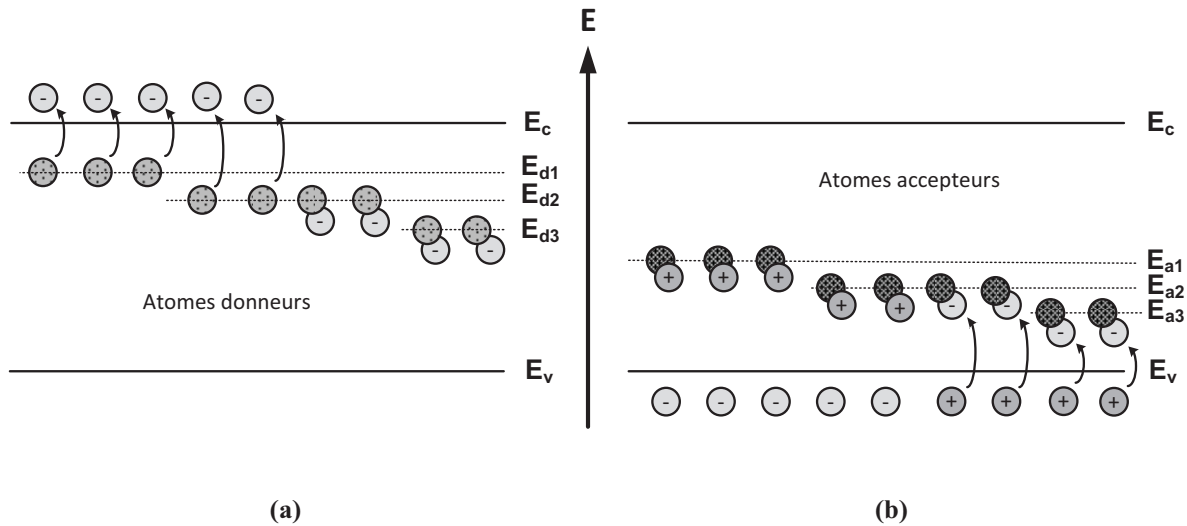 E
- - - - -
E_c
E_d1
E_d2
- -
E_d3
- -
Atomes donneurs
E_v
E_c
Atomes accepteurs
E_a1
+ + +
E_a2
+ + - -
E_a3
- -
E_v
- - - - - + + + +
(a)
(b)